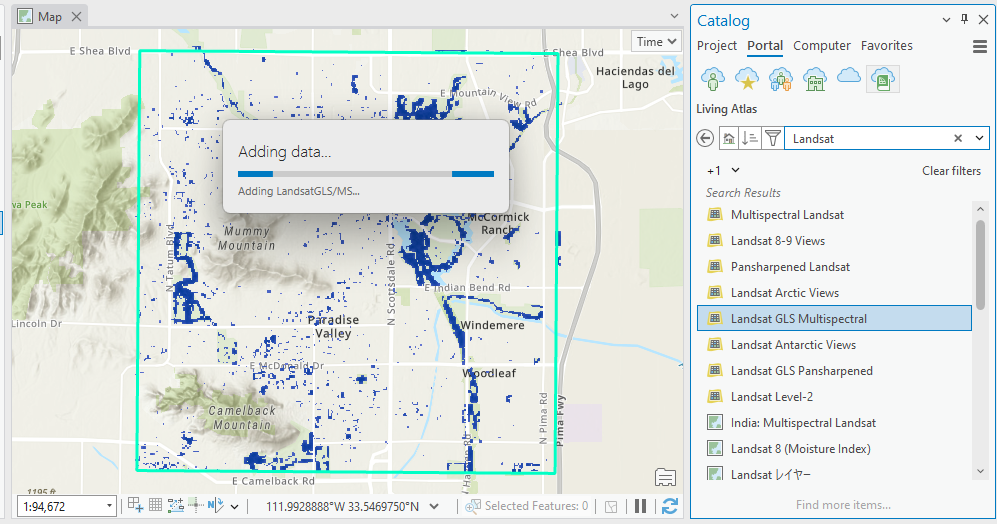 Map
Time
E Shea Blvd
E Shea Blvd
Haciendas del
Lago
E Mountain View Rd
Adding data...
Adding LandsatGLS/MS...
wa Peak
Mummy
Mountain
McCormick
Ranch
N Tatum Blvd
N Scottsdale Rd
E Indian Bend Rd
Lincoln Dr
Paradise
Valley
Windemere
E McDonald Dr
Woodleaf
Camelback
Mountain
N Pima Rd
Pima Fwy
E Camelback Rd
1195 ft
1:94,672
111.9928888°W 33.5469750°N
Selected Features: 0
Catalog
Project Portal Computer Favorites
Living Atlas
Landsat
+1
Clear filters
Search Results
Multispectral Landsat
Landsat 8-9 Views
Pansharpened Landsat
Landsat Arctic Views
Landsat GLS Multispectral
Landsat Antarctic Views
Landsat GLS Pansharpened
Landsat Level-2
India: Multispectral Landsat
Landsat 8 (Moisture Index)
Landsat レイヤー
Find more items...